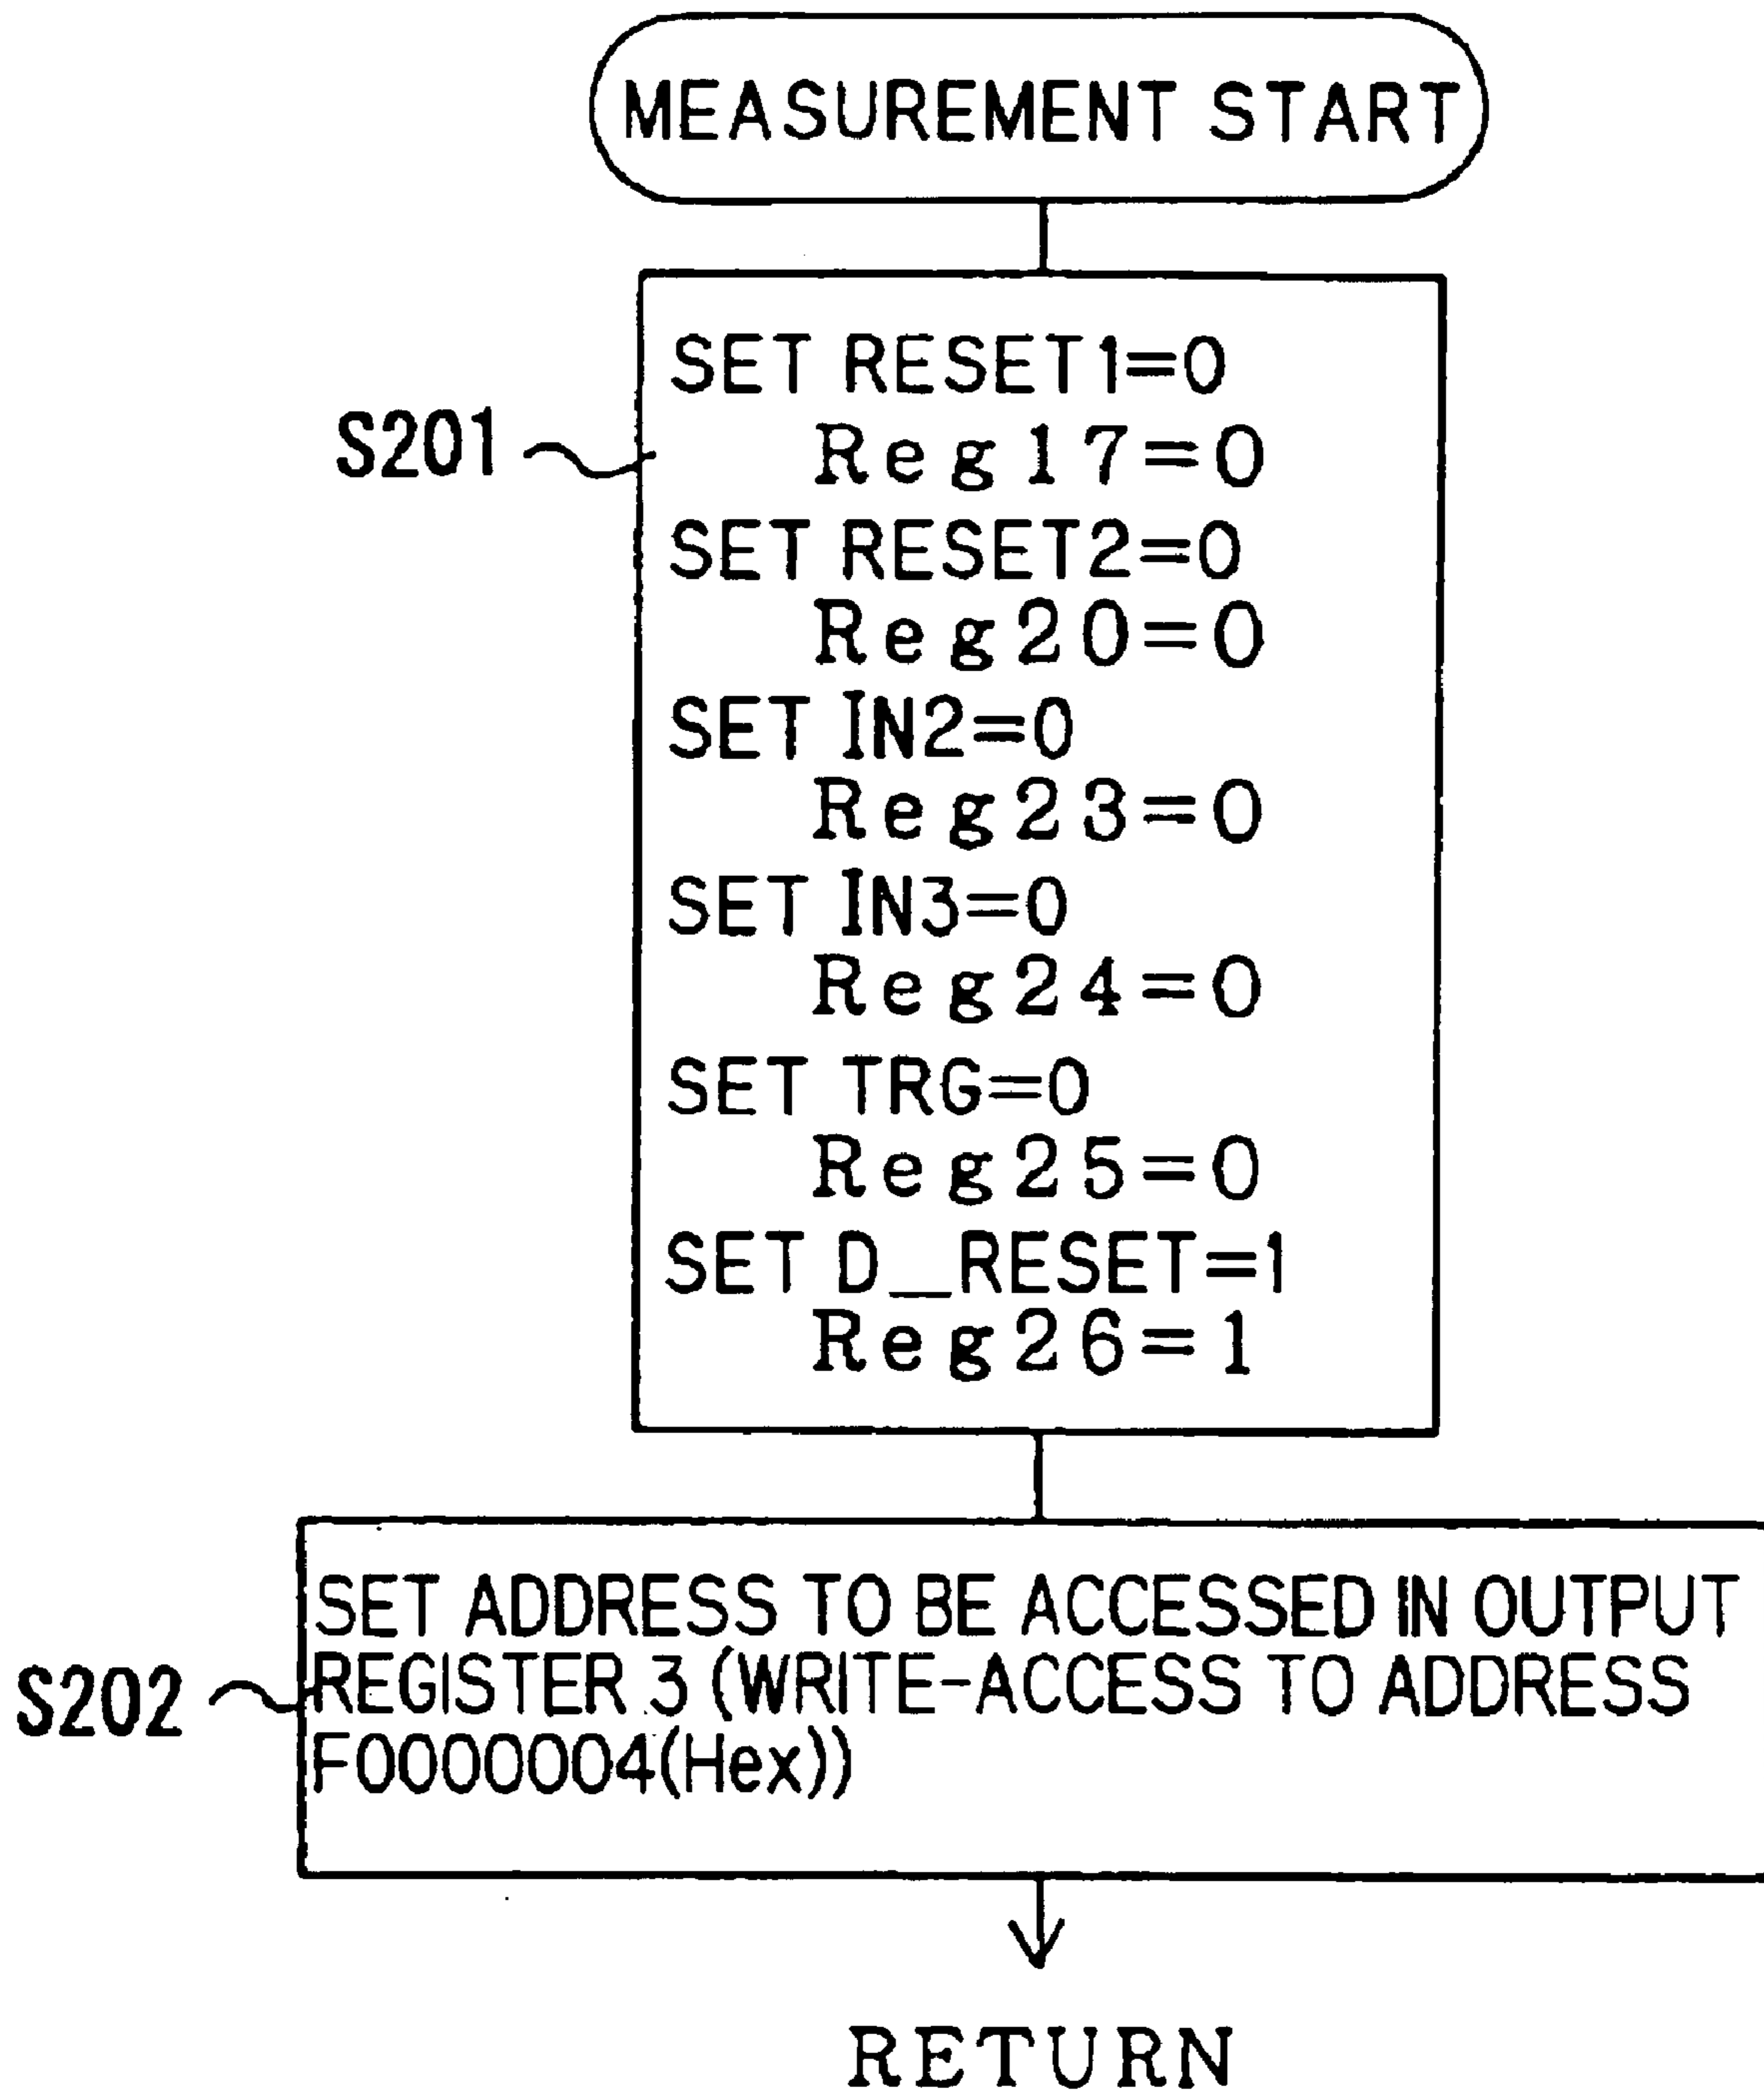 MEASUREMENT START
SET RESET1=0
S201
Reg17=0
SET RESET2=0
Reg20=0
SET IN2=0
Reg23=0
SET IN3=0
Reg24=0
SET TRG=0
Reg25=0
SET D_RESET=1
Reg26=1
SET ADDRESS TO BE ACCESSED IN OUTPUT
S202
REGISTER 3 (WRITE-ACCESS TO ADDRESS
F0000004(Hex))
RETURN